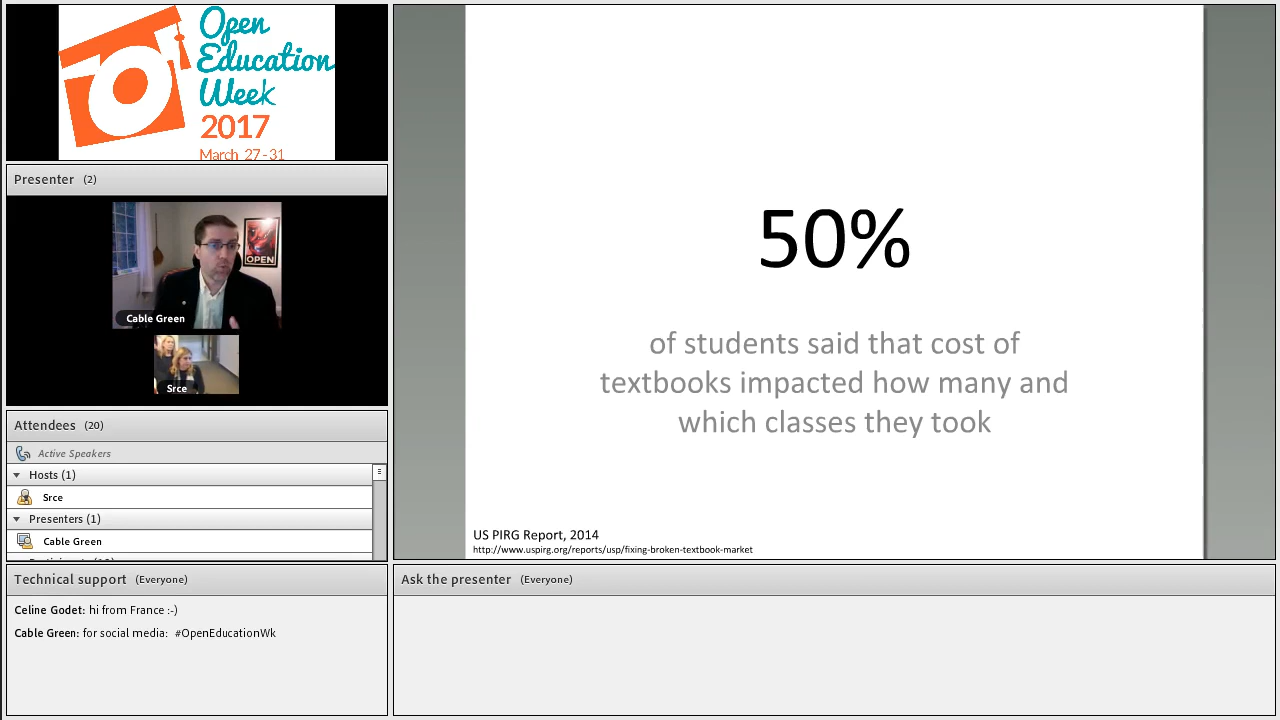 Open
Education
Week
2017
March 27-31
Presenter (2)
OPEN
Cable Green
Srce
Attendees (20)
Active Speakers
Hosts (1)
Srce
Presenters (1)
Cable Green
Technical support (Everyone)
Celine Godet: hi from France :-)
Cable Green: for social media: #OpenEducationWk
50%
of students said that cost of
textbooks impacted how many and
which classes they took
US PIRG Report, 2014
http://www.uspirg.org/reports/usp/fixing-broken-textbook-market
Ask the presenter (Everyone)